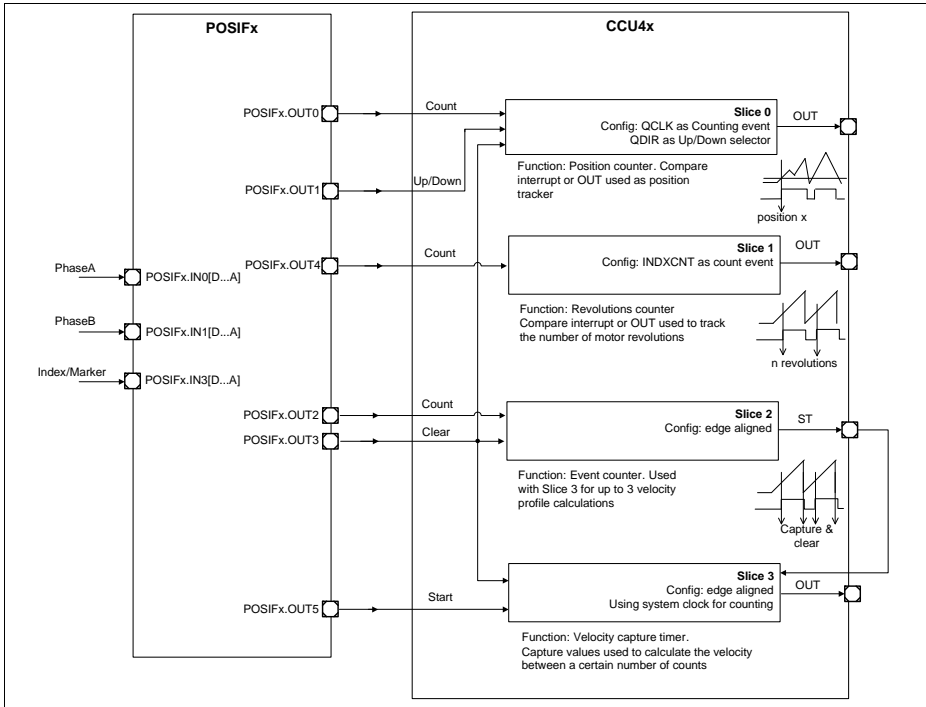 POSIFx
CCU4x
POSIFx.OUT0
Count
Slice 0
Config: QCLK as Counting event
QDIR as Up/Down selector
OUT
POSIFx.OUT1
Up/Down
Function: Position counter. Compare
interrupt or OUT used as position
tracker
position x
PhaseA
POSIFx.IN0[D...A]
POSIFx.OUT4
Count
Slice 1
Config: INDXCNT as count event
OUT
PhaseB
POSIFx.IN1[D...A]
Function: Revolutions counter
Compare interrupt or OUT used to track
the number of motor revolutions
n revolutions
Index/Marker
POSIFx.IN3[D...A]
POSIFx.OUT2
Count
POSIFx.OUT3
Clear
Slice 2
Config: edge aligned
ST
Function: Event counter. Used
with Slice 3 for up to 3 velocity
profile calculations
Capture &
clear
POSIFx.OUT5
Start
Slice 3
Config: edge aligned
Using system clock for counting
OUT
Function: Velocity capture timer.
Capture values used to calculate the velocity
between a certain number of counts